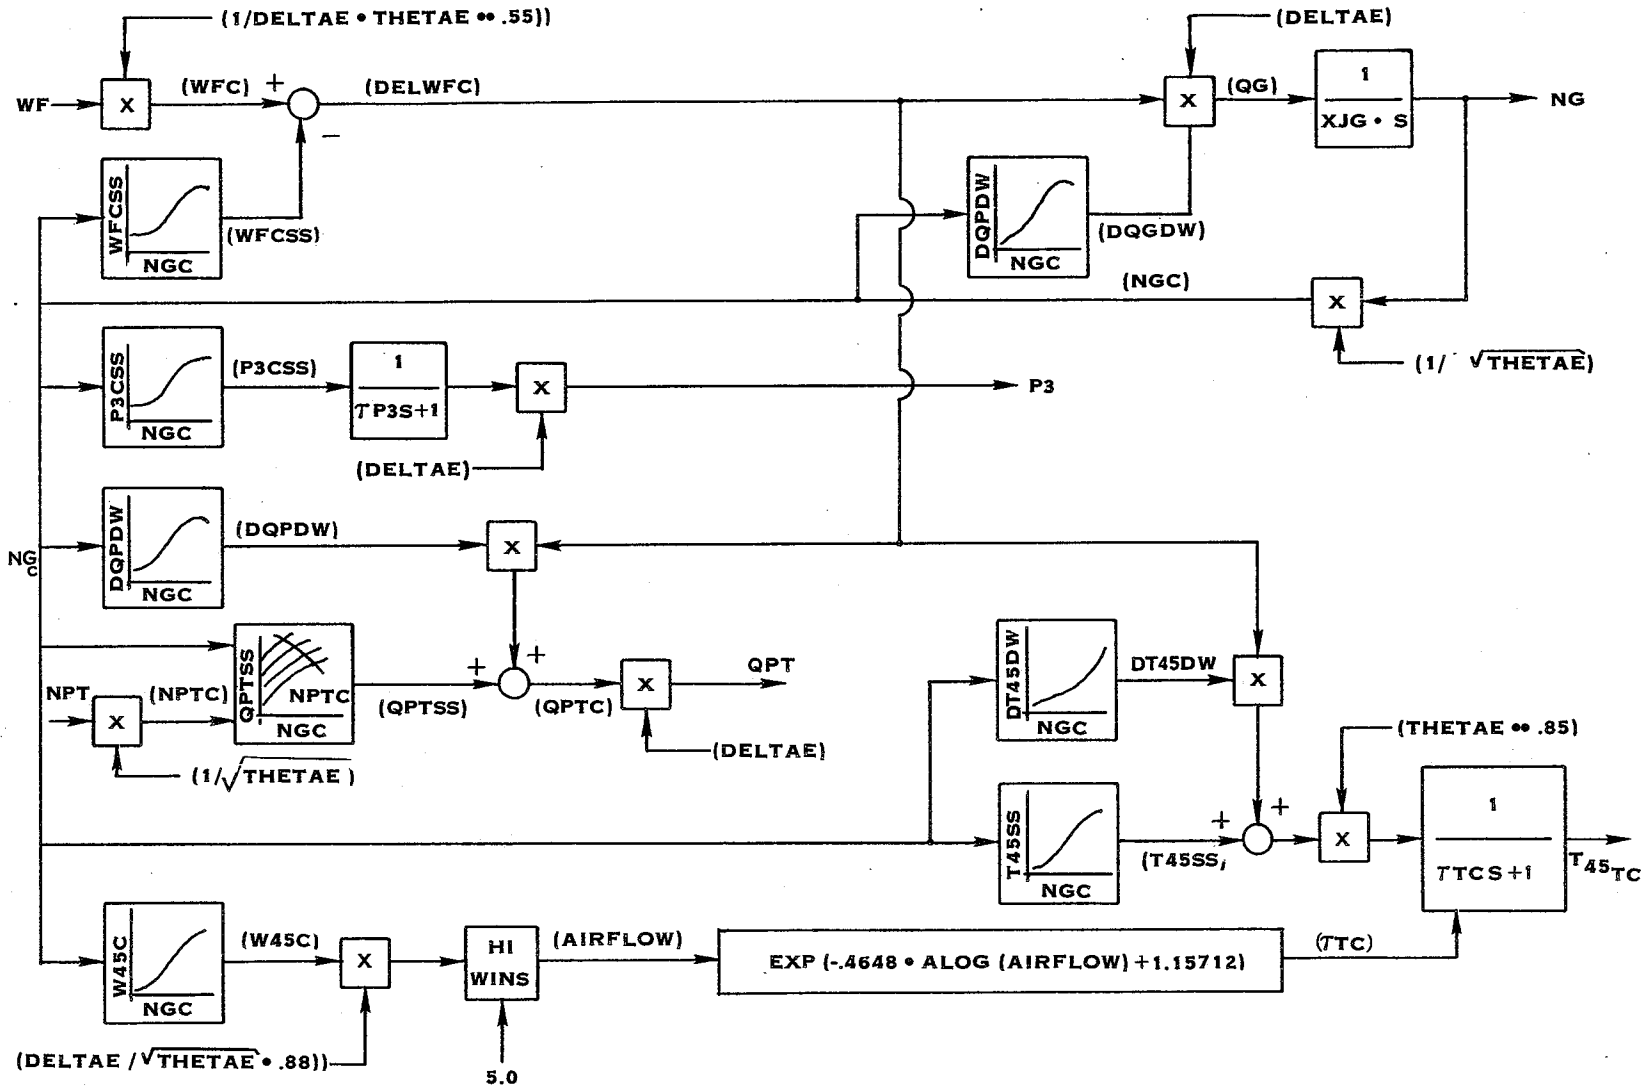 (1/DELTAE • THETAE •• .55))
(DELTAE)
WF
X
(WFC)
+
(DELWFC)
X
(QG)
1
XJG • S
NG
−
WFCSS
NGC
(WFCSS)
DQPDW
NGC
(DQGDW)
(NGC)
X
(1/ √THETAE)
P3CSS
NGC
(P3CSS)
1
τP3S+1
X
P3
(DELTAE)
NGC
DQPDW
NGC
(DQPDW)
X
NPT
X
(NPTC)
(1/√THETAE)
QPTSS
NPTC
NGC
(QPTSS)
+
+
(QPTC)
X
QPT
(DELTAE)
DT45DW
NGC
DT45DW
X
(THETAE •• .85)
T45SS
NGC
(T45SS,
+
+
X
1
τTCS+1
T45TC
W45C
NGC
(W45C)
X
HI
WINS
(AIRFLOW)
EXP (-.4648 • ALOG (AIRFLOW) +1.15712)
(τTC)
(DELTAE /√THETAE • .88))
5.0